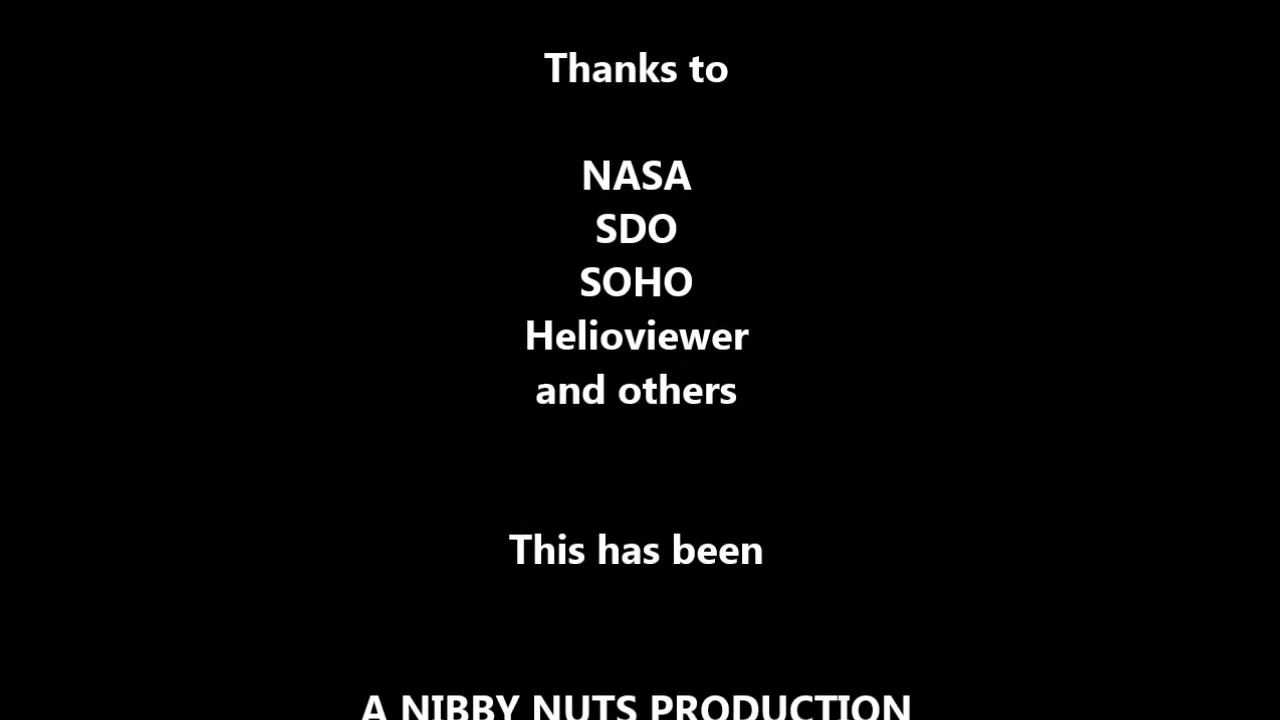 Thanks to
NASA
SDO
SOHO
Helioviewer
and others
This has been
A NIBBY NUTS PRODUCTION